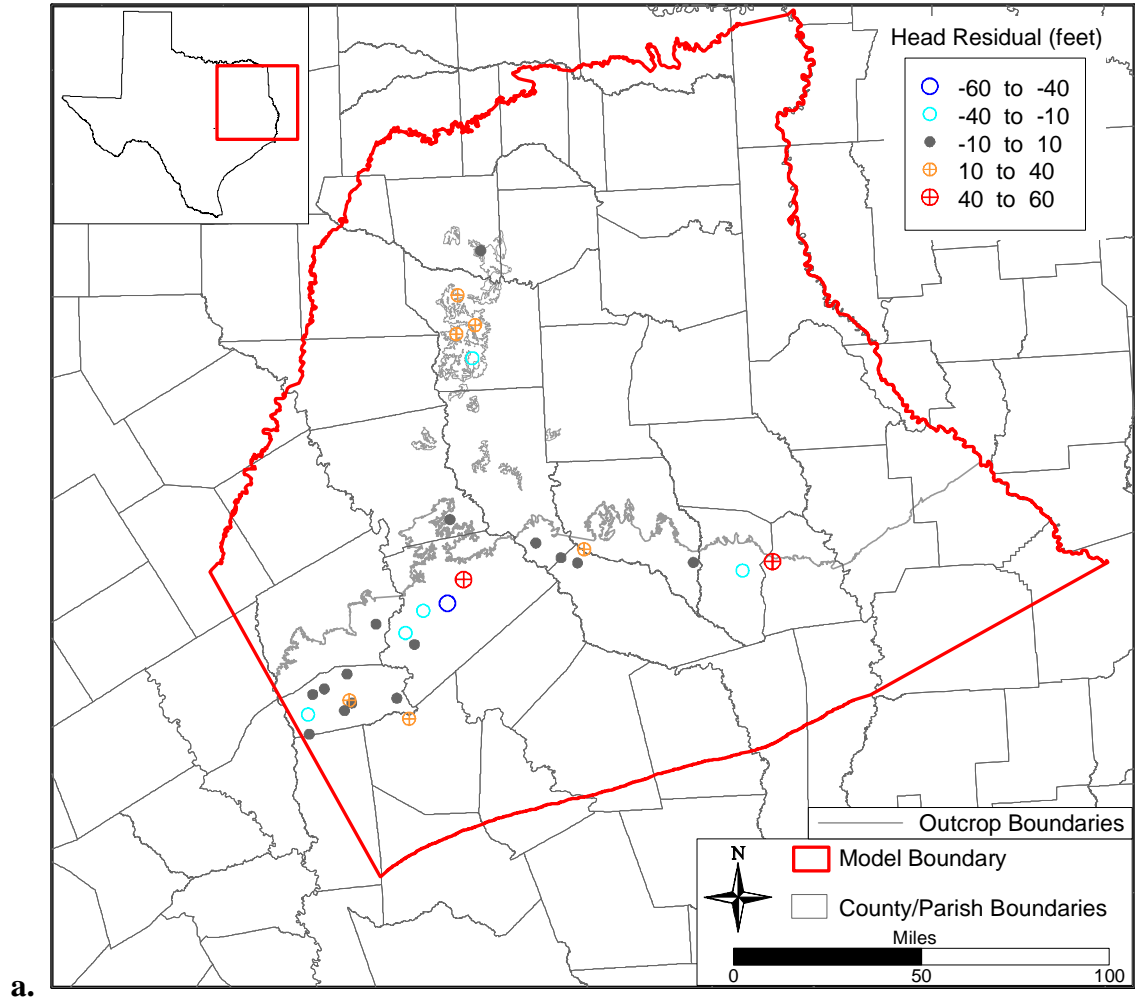 Head Residual (feet)
-60 to -40
-40 to -10
-10 to 10
10 to 40
40 to 60
Outcrop Boundaries
N
Model Boundary
County/Parish Boundaries
Miles
0 50 100
a.